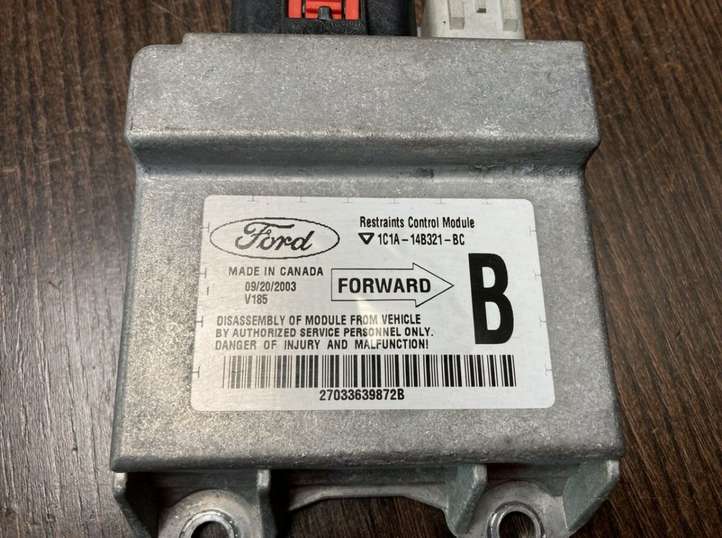 Ford
Restraints Control Module
1C1A-14B321-BC
MADE IN CANADA
09/20/2003
V185
FORWARD
B
DISASSEMBLY OF MODULE FROM VEHICLE
BY AUTHORIZED SERVICE PERSONNEL ONLY.
DANGER OF INJURY AND MALFUNCTION!
27033639872B